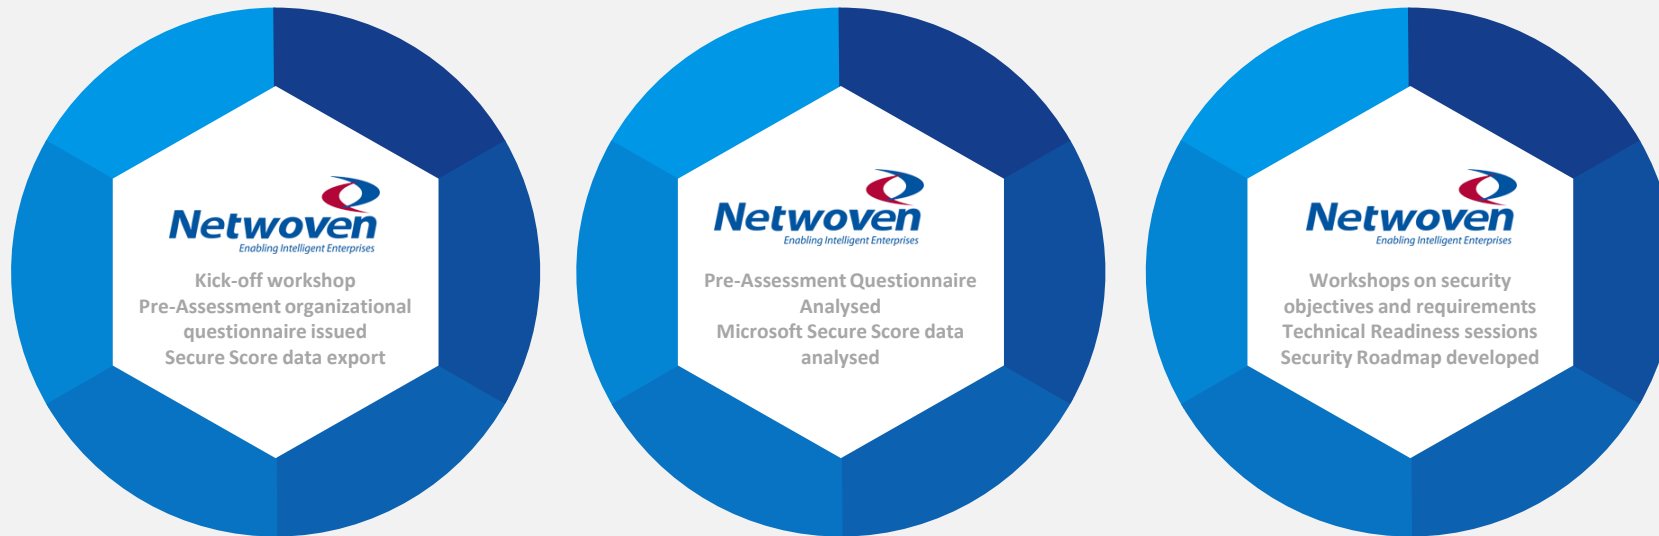 Netwoven
Enabling Intelligent Enterprises
Kick-off workshop
Pre-Assessment organizational
questionnaire issued
Secure Score data export
Netwoven
Enabling Intelligent Enterprises
Pre-Assessment Questionnaire
Analysed
Microsoft Secure Score data
analysed
Netwoven
Enabling Intelligent Enterprises
Workshops on security
objectives and requirements
Technical Readiness sessions
Security Roadmap developed